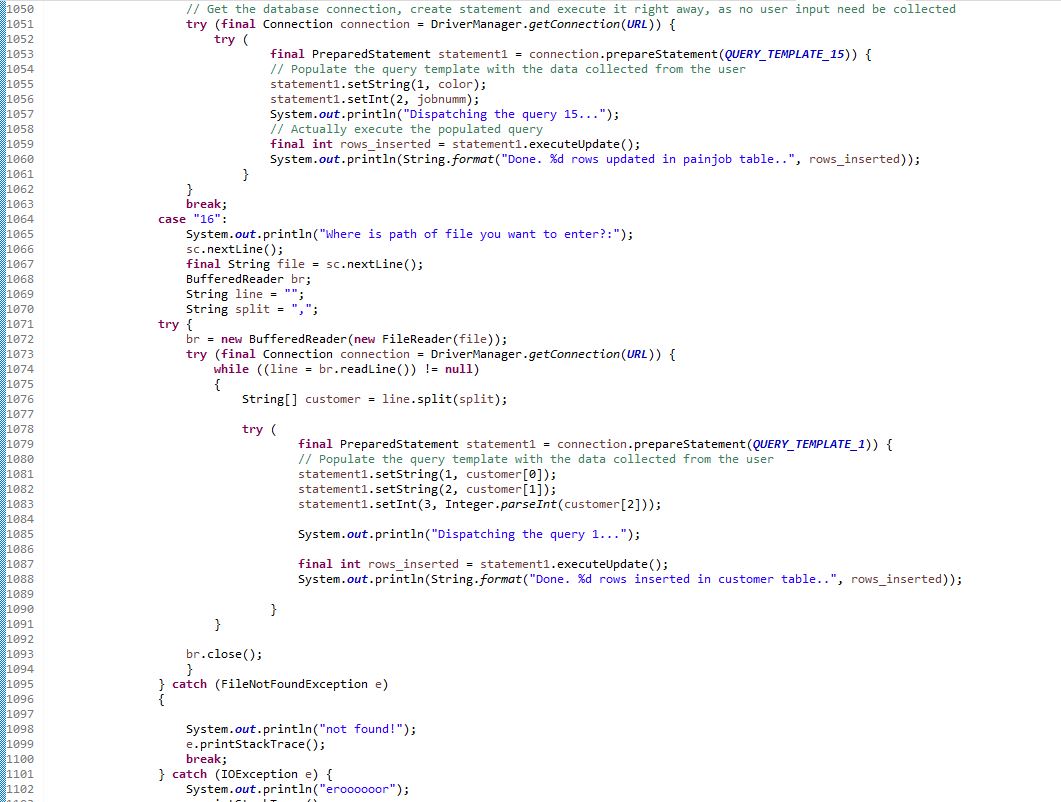 1050 // Get the database connection, create statement and execute it right away, as no user input need be collected
1051 try (final Connection connection = DriverManager.getConnection(URL)) {
1052 try (
1053 final PreparedStatement statement1 = connection.prepareStatement(QUERY_TEMPLATE_15)) {
1054 // Populate the query template with the data collected from the user
1055 statement1.setString(1, color);
1056 statement1.setInt(2, jobnumm);
1057 System.out.println("Dispatching the query 15...");
1058 // Actually execute the populated query
1059 final int rows_inserted = statement1.executeUpdate();
1060 System.out.println(String.format("Done. %d rows updated in painjob table..", rows_inserted));
1061 }
1062 }
1063 break;
1064 case "16":
1065 System.out.println("Where is path of file you want to enter?:");
1066 sc.nextLine();
1067 final String file = sc.nextLine();
1068 BufferedReader br;
1069 String line = "";
1070 String split = ",";
1071 try {
1072 br = new BufferedReader(new FileReader(file));
1073 try (final Connection connection = DriverManager.getConnection(URL)) {
1074 while ((line = br.readLine()) != null)
1075 {
1076 String[] customer = line.split(split);
1077
1078 try (
1079 final PreparedStatement statement1 = connection.prepareStatement(QUERY_TEMPLATE_1)) {
1080 // Populate the query template with the data collected from the user
1081 statement1.setString(1, customer[0]);
1082 statement1.setString(2, customer[1]);
1083 statement1.setInt(3, Integer.parseInt(customer[2]));
1084
1085 System.out.println("Dispatching the query 1...");
1086
1087 final int rows_inserted = statement1.executeUpdate();
1088 System.out.println(String.format("Done. %d rows inserted in customer table..", rows_inserted));
1089
1090 }
1091 }
1092
1093 br.close();
1094 }
1095 } catch (FileNotFoundException e)
1096 {
1097
1098 System.out.println("not found!");
1099 e.printStackTrace();
1100 break;
1101 } catch (IOException e) {
1102 System.out.println("eroooooor");